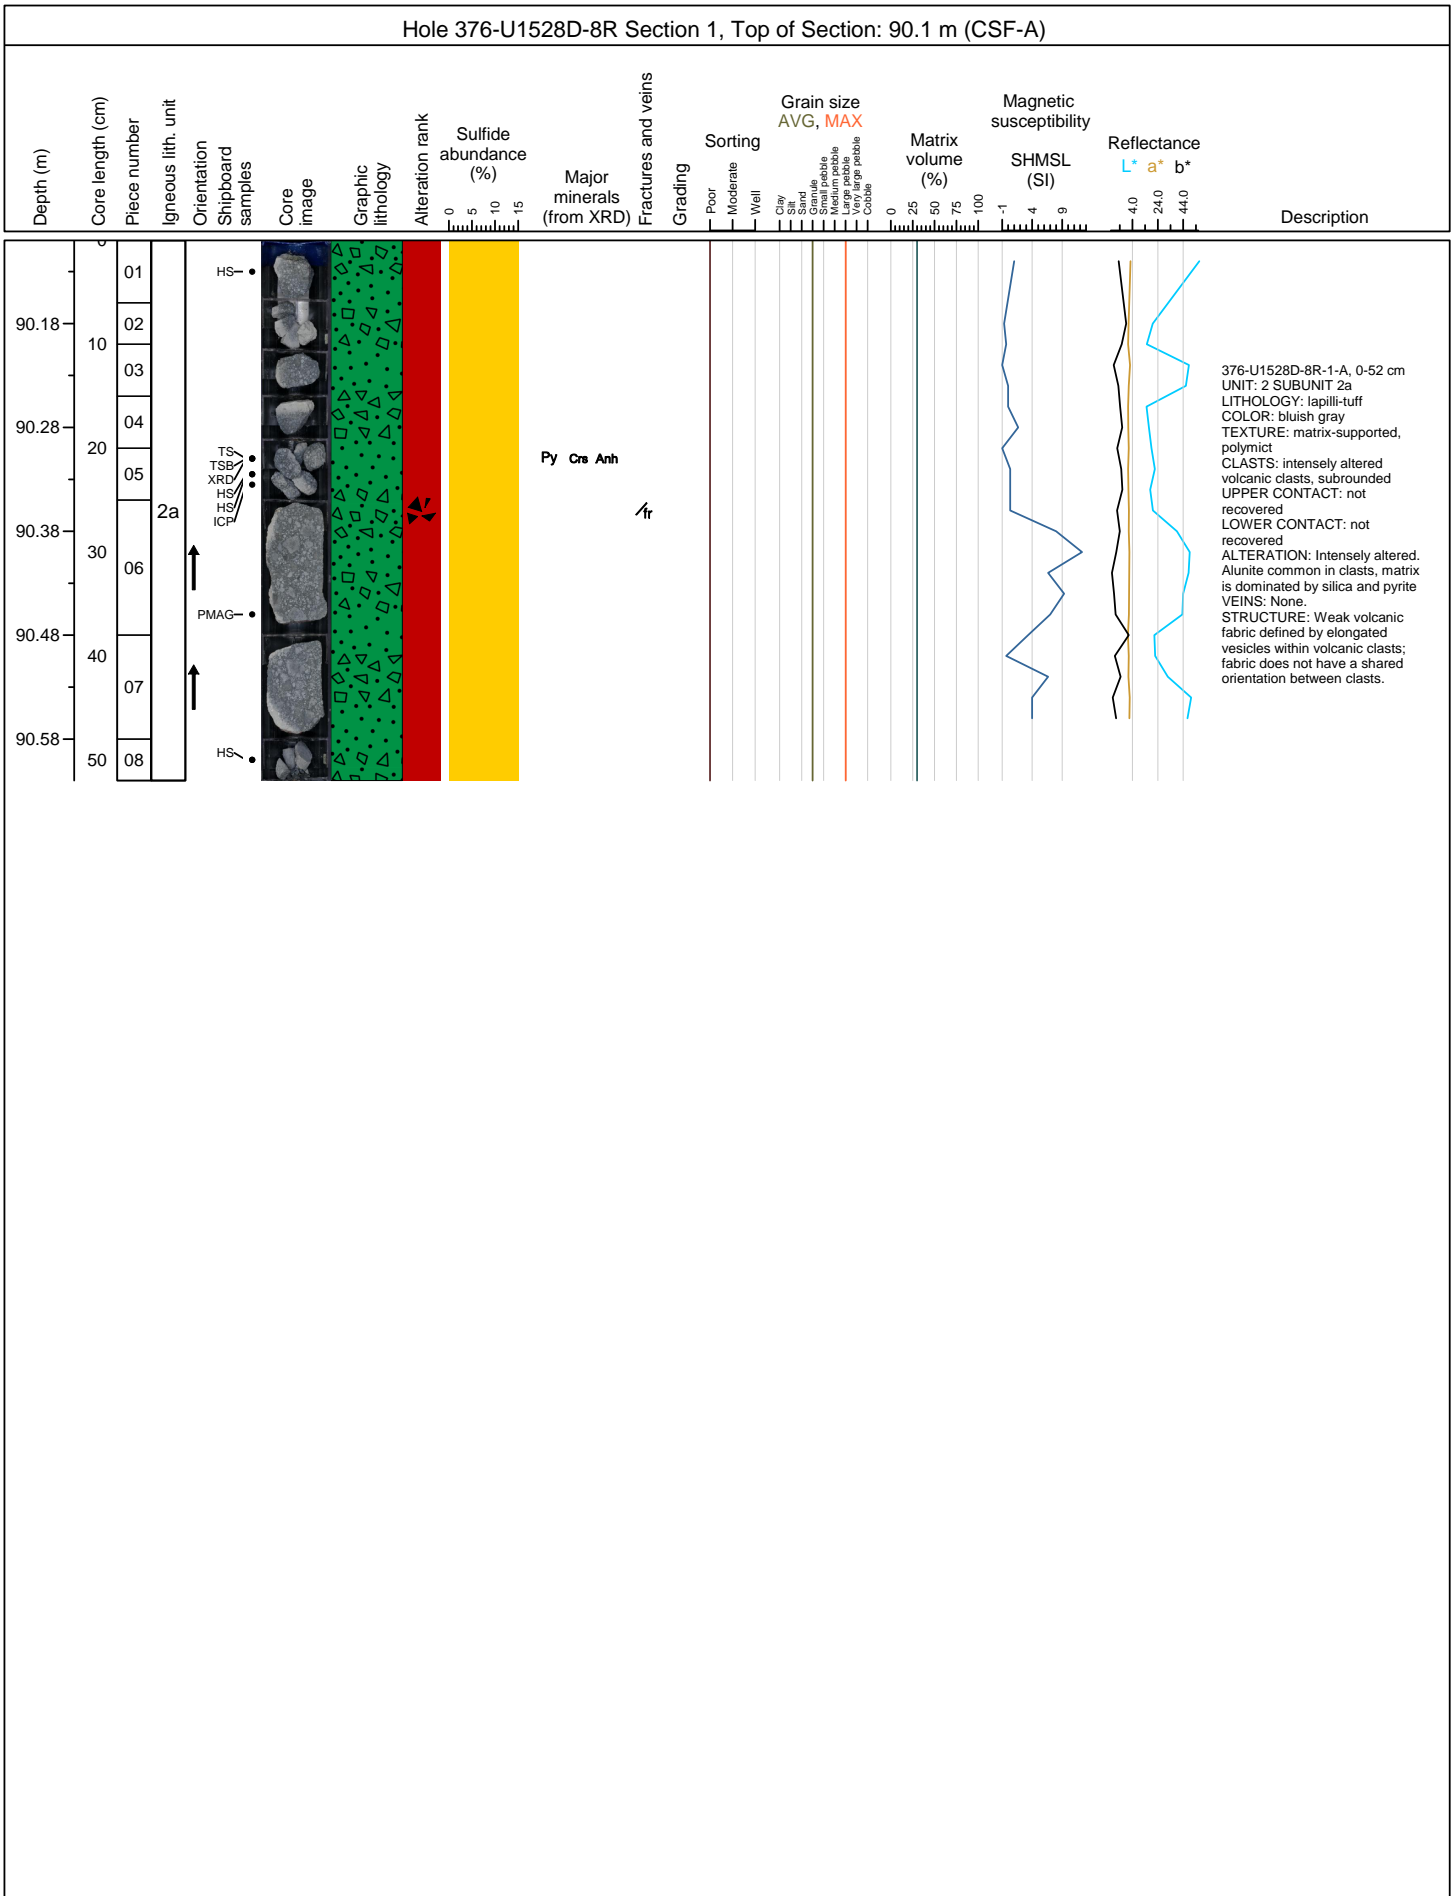 Hole 376-U1528D-8R Section 1, Top of Section: 90.1 m (CSF-A)
Depth (m)
Core length (cm)
Piece number
Igneous lith. unit
Orientation
Shipboard
samples
Core
image
Graphic
lithology
Alteration rank
Sulfide
abundance
(%)
0
5
10
15
Major
minerals
(from XRD)
Fractures and veins
Grading
Sorting
Poor
Moderate
Well
Grain size
AVG, MAX
Clay
Silt
Sand
Granule
Small pebble
Medium pebble
Large pebble
Very large pebble
Cobble
Matrix
volume
(%)
0
25
50
75
100
Magnetic
susceptibility
SHMSL
(SI)
-1
4
9
Reflectance
L* a* b*
4.0
24.0
44.0
Description
0
01
HS
90.18
02
10
03
04
90.28
20
TS
TSB
05
XRD
HS
HS
ICP
Py Crs Anh
2a
fr
90.38
30
06
PMAG
90.48
40
07
90.58
HS
50
08
376-U1528D-8R-1-A, 0-52 cm
UNIT: 2 SUBUNIT 2a
LITHOLOGY: lapilli-tuff
COLOR: bluish gray
TEXTURE: matrix-supported,
polymict
CLASTS: intensely altered
volcanic clasts, subrounded
UPPER CONTACT: not
recovered
LOWER CONTACT: not
recovered
ALTERATION: Intensely altered.
Alunite common in clasts, matrix
is dominated by silica and pyrite
VEINS: None.
STRUCTURE: Weak volcanic
fabric defined by elongated
vesicles within volcanic clasts;
fabric does not have a shared
orientation between clasts.